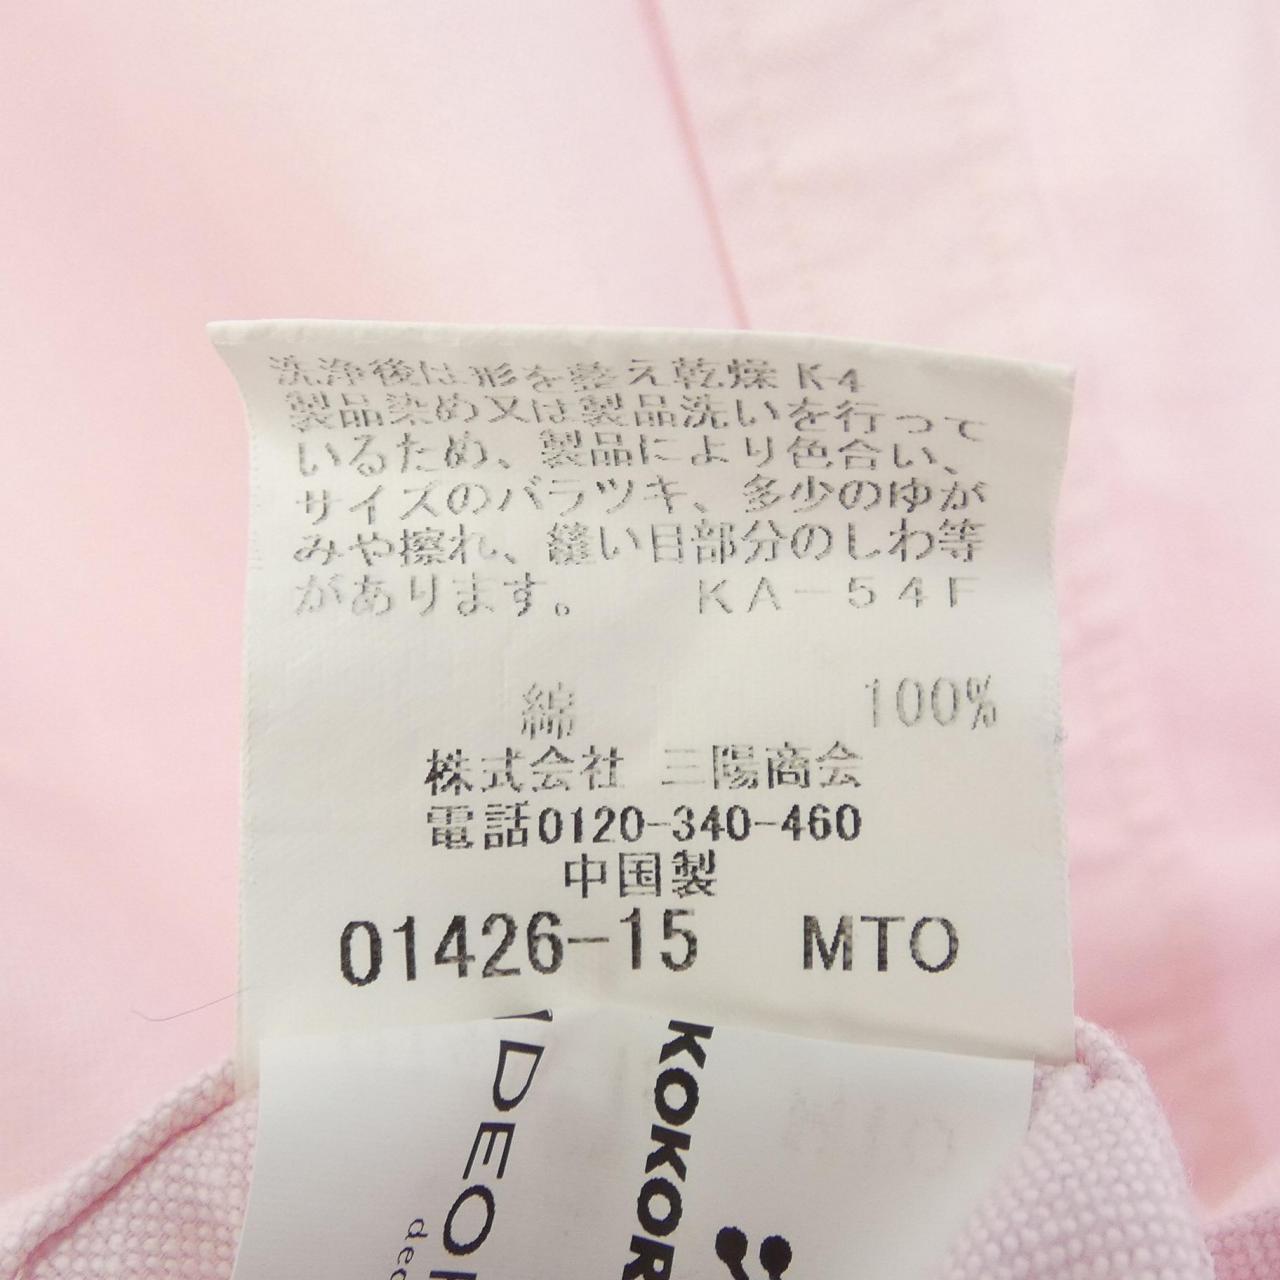 洗浄後は形を整え乾燥 K4
製品染め又は製品洗いを行って
いるため、製品により色合い、
サイズのバラツキ、多少のゆが
みや擦れ、縫い目部分のしわ等
があります。 KA-54F
綿 100%
株式会社 三陽商会
電話0120-340-460
中国製
01426-15 MTO
KOKOR